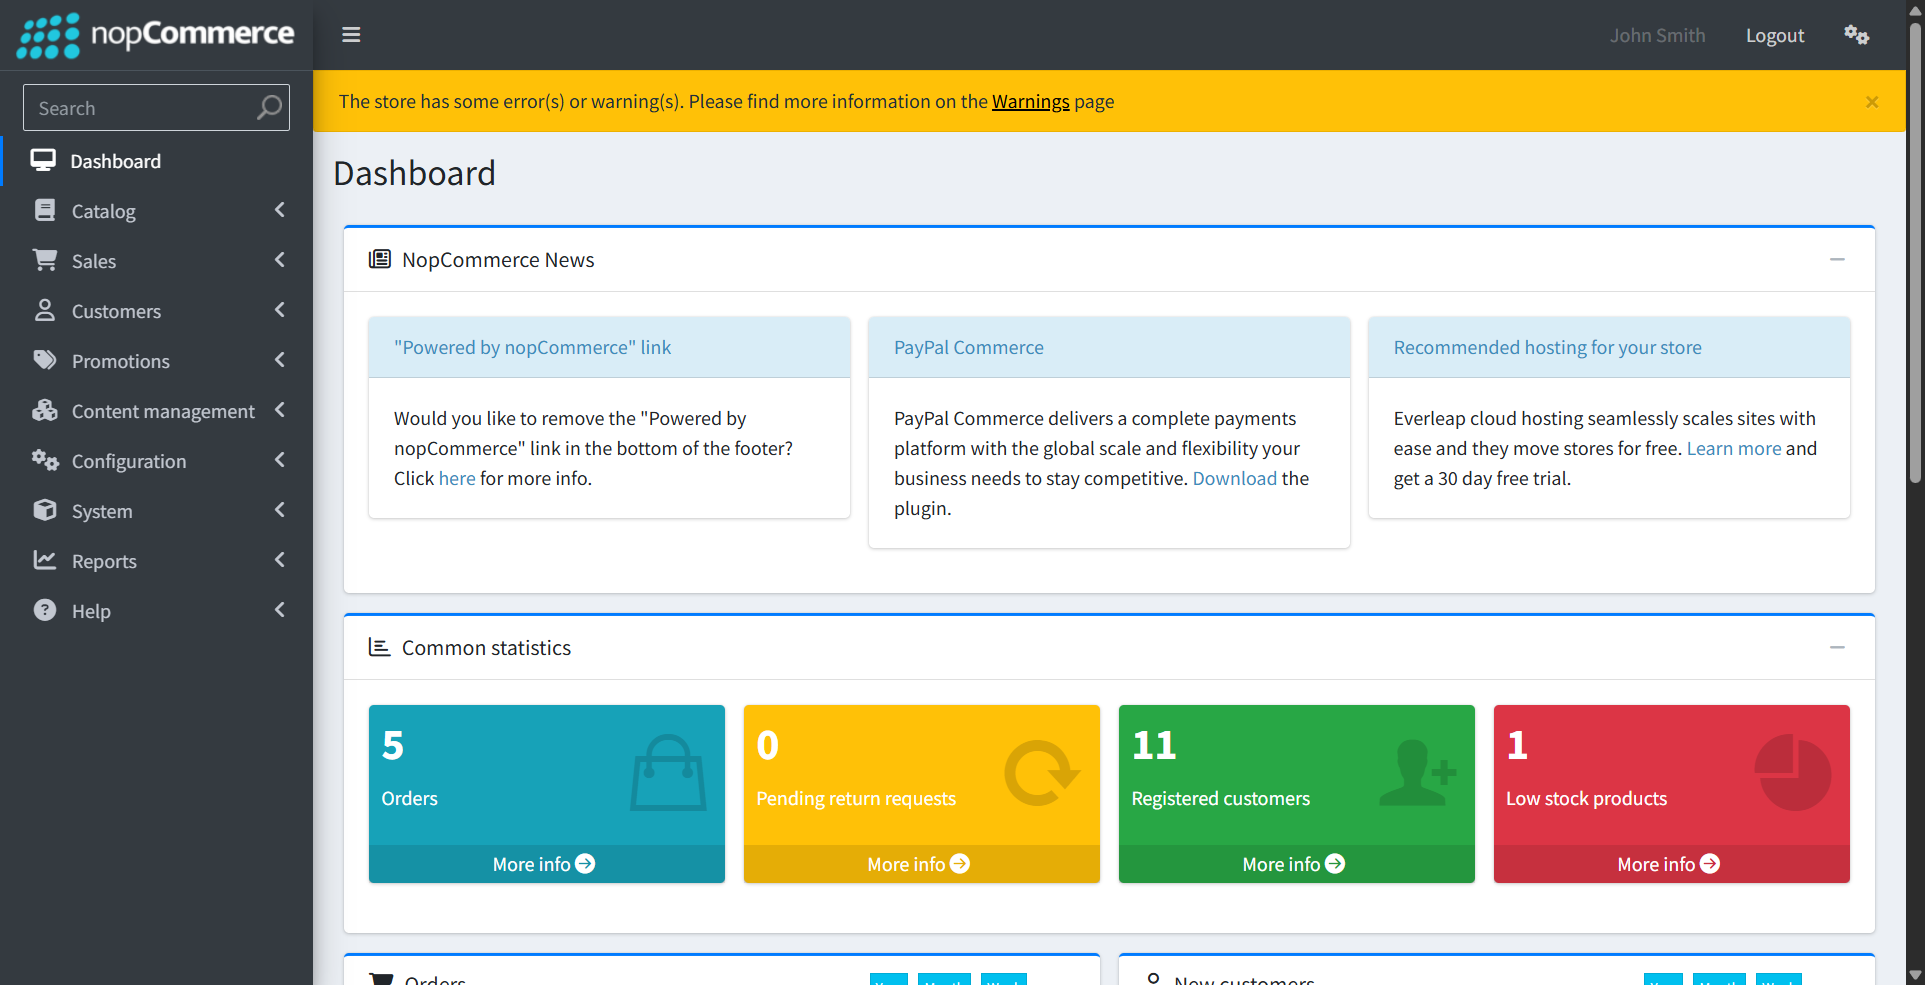 nopCommerce
John Smith
Logout
Search
The store has some error(s) or warning(s). Please find more information on the Warnings page
×
Dashboard
Catalog
Sales
Customers
Promotions
Content management
Configuration
System
Reports
Help
Dashboard
NopCommerce News
"Powered by nopCommerce" link
Would you like to remove the "Powered by
nopCommerce" link in the bottom of the footer?
Click here for more info.
PayPal Commerce
PayPal Commerce delivers a complete payments
platform with the global scale and flexibility your
business needs to stay competitive. Download the
plugin.
Recommended hosting for your store
Everleap cloud hosting seamlessly scales sites with
ease and they move stores for free. Learn more and
get a 30 day free trial.
Common statistics
5
Orders
More info
0
Pending return requests
More info
11
Registered customers
More info
1
Low stock products
More info
Orders
New customers